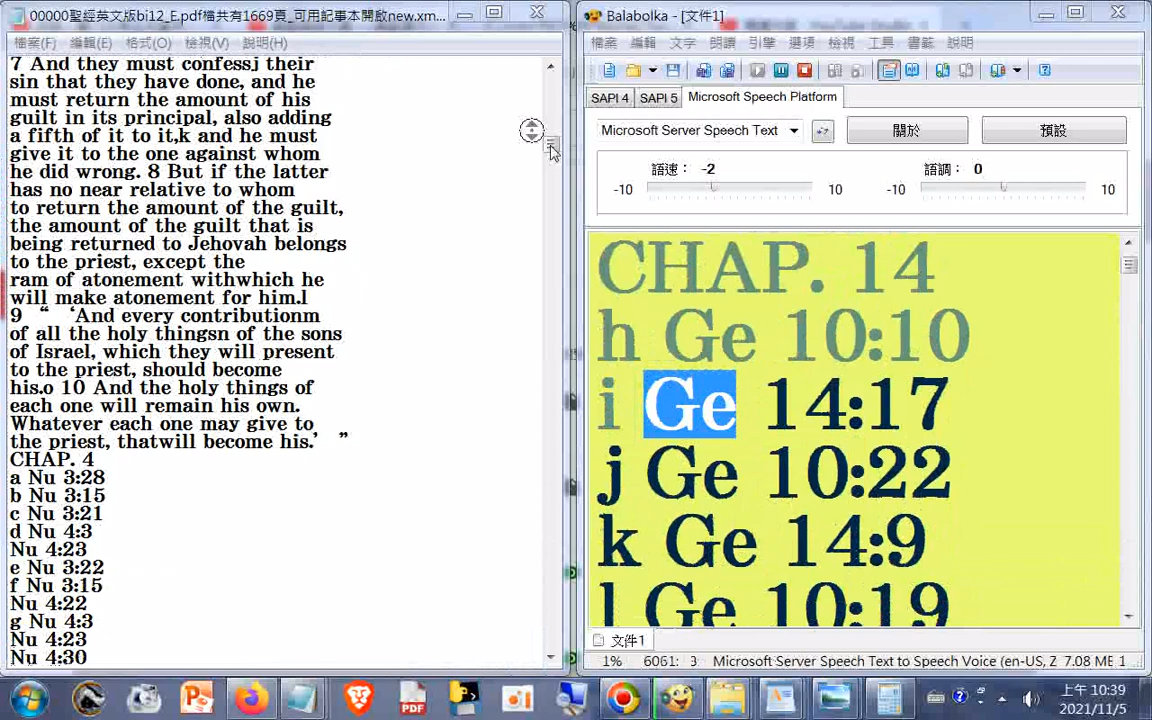 00000聖經英文版bi12_E.pdf檔共有1669頁_可用記事本開啟new.xm...
檔案(F) 編輯(E) 格式(O) 檢視(V) 說明(H)
7 And they must confessj their
sin that they have done, and he
must return the amount of his
guilt in its principal, also adding
a fifth of it to it,k and he must
give it to the one against whom
he did wrong. 8 But if the latter
has no near relative to whom
to return the amount of the guilt,
the amount of the guilt that is
being returned to Jehovah belongs
to the priest, except the
ram of atonement withwhich he
will make atonement for him.l
9 “ ‘And every contributionm
of all the holy thingsn of the sons
of Israel, which they will present
to the priest, should become
his.o 10 And the holy things of
each one will remain his own.
Whatever each one may give to
the priest, thatwill become his.’ ”
CHAP. 4
a Nu 3:28
b Nu 3:15
c Nu 3:21
d Nu 4:3
Nu 4:23
e Nu 3:22
f Nu 3:15
Nu 4:22
g Nu 4:3
Nu 4:23
Nu 4:30
Balabolka - [文件1]
檔案 編輯 文字 朗讀 引擎 選項 檢視 工具 書籤 說明
SAPI 4 SAPI 5 Microsoft Speech Platform
Microsoft Server Speech Text 關於 預設
語速: -2 語調: 0
-10 10 -10 10
CHAP. 14
h Ge 10:10
i Ge 14:17
j Ge 10:22
k Ge 14:9
l Ge 10:19
文件1
1% 6061: 3 Microsoft Server Speech Text to Speech Voice (en-US, Z 7.08 ME 1
PDF
上午 10:39
2021/11/5